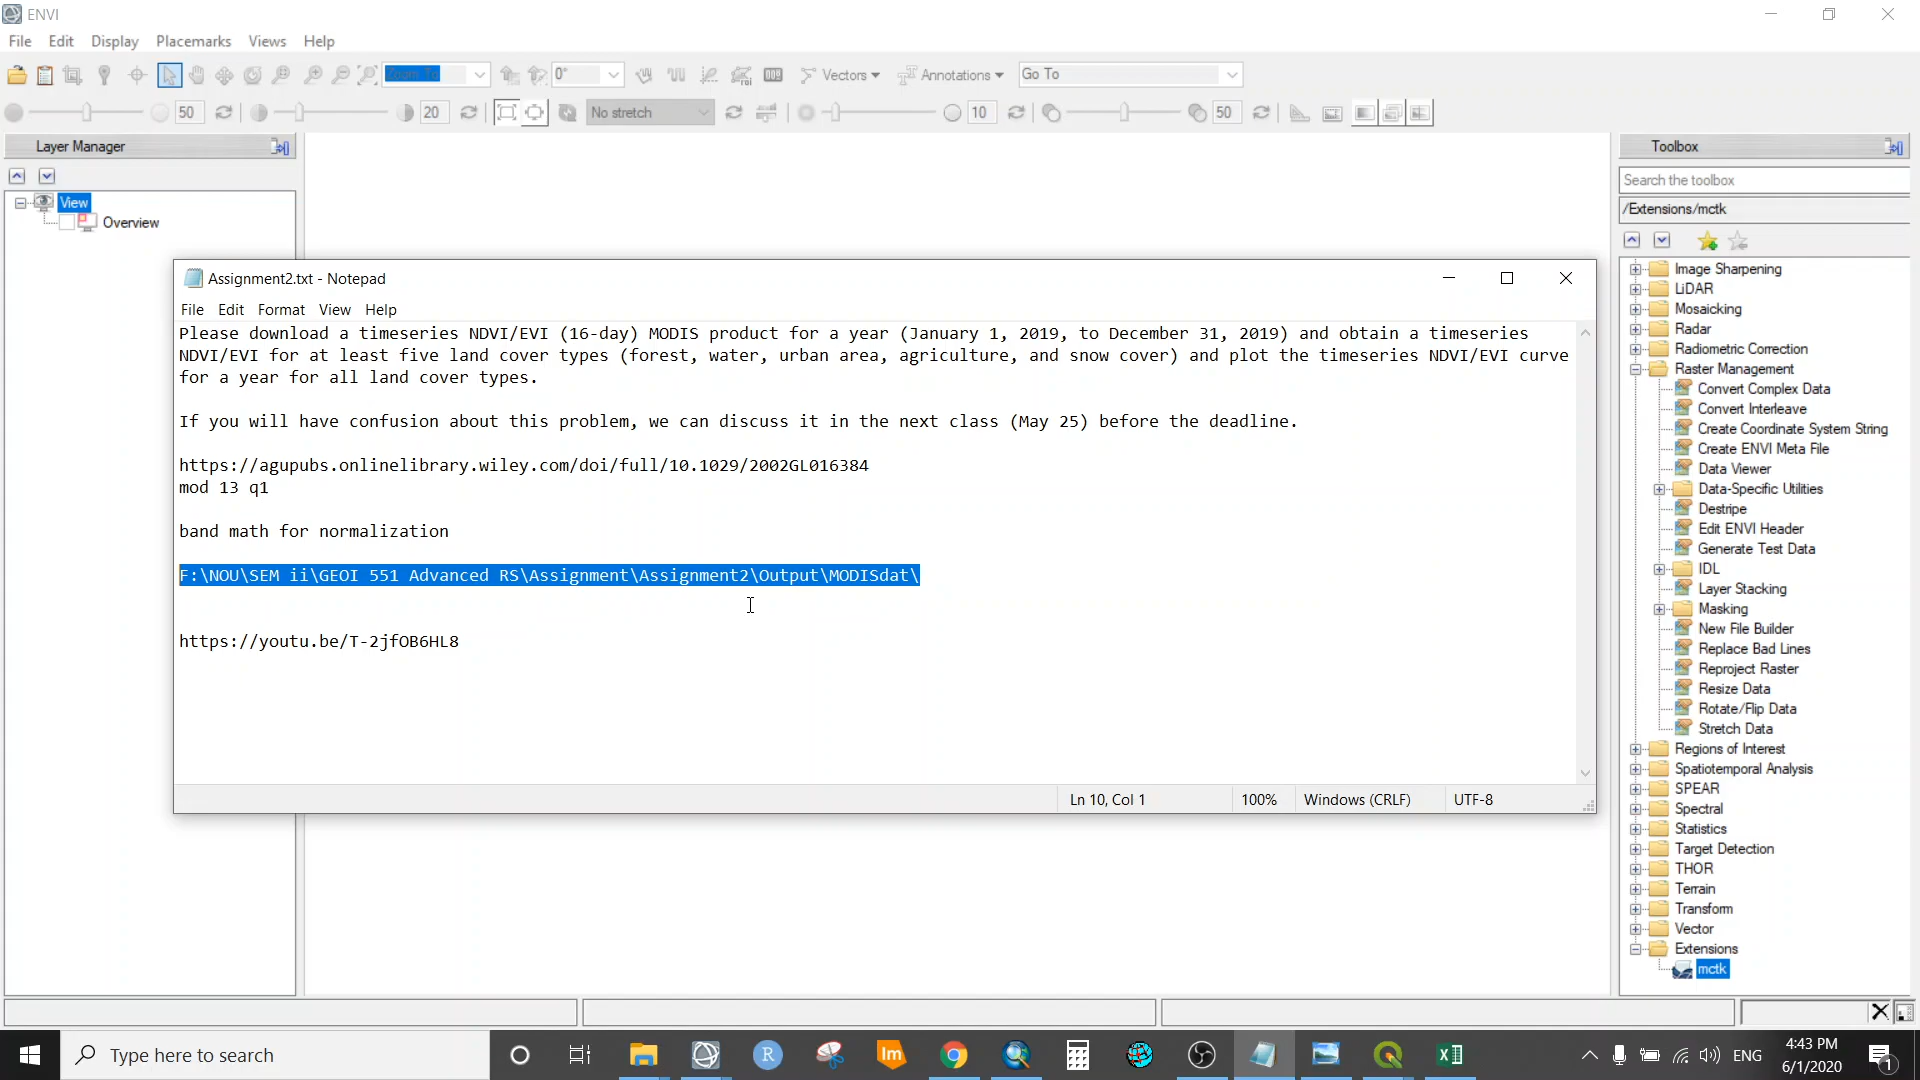 ENVI
File Edit Display Placemarks Views Help
0° Vectors Annotations Go To
50 20 No stretch 10 50
Layer Manager
View
Overview
Toolbox
Search the toolbox
/Extensions/mctk
Image Sharpening
LiDAR
Mosaicking
Radar
Radiometric Correction
Raster Management
Convert Complex Data
Convert Interleave
Create Coordinate System String
Create ENVI Meta File
Data Viewer
Data-Specific Utilities
Destripe
Edit ENVI Header
Generate Test Data
IDL
Layer Stacking
Masking
New File Builder
Replace Bad Lines
Reproject Raster
Resize Data
Rotate/Flip Data
Stretch Data
Regions of Interest
Spatiotemporal Analysis
SPEAR
Spectral
Statistics
Target Detection
THOR
Terrain
Transform
Vector
Extensions
mctk
Assignment2.txt - Notepad
File Edit Format View Help
Please download a timeseries NDVI/EVI (16-day) MODIS product for a year (January 1, 2019, to December 31, 2019) and obtain a timeseries
NDVI/EVI for at least five land cover types (forest, water, urban area, agriculture, and snow cover) and plot the timeseries NDVI/EVI curve
for a year for all land cover types.
If you will have confusion about this problem, we can discuss it in the next class (May 25) before the deadline.
https://agupubs.onlinelibrary.wiley.com/doi/full/10.1029/2002GL016384
mod 13 q1
band math for normalization
F:\NOU\SEM ii\GEOI 551 Advanced RS\Assignment\Assignment2\Output\MODISdat\
https://youtu.be/T-2jfOB6HL8
Ln 10, Col 1 100% Windows (CRLF) UTF-8
Type here to search
R
Im
ENG
4:43 PM
6/1/2020
1